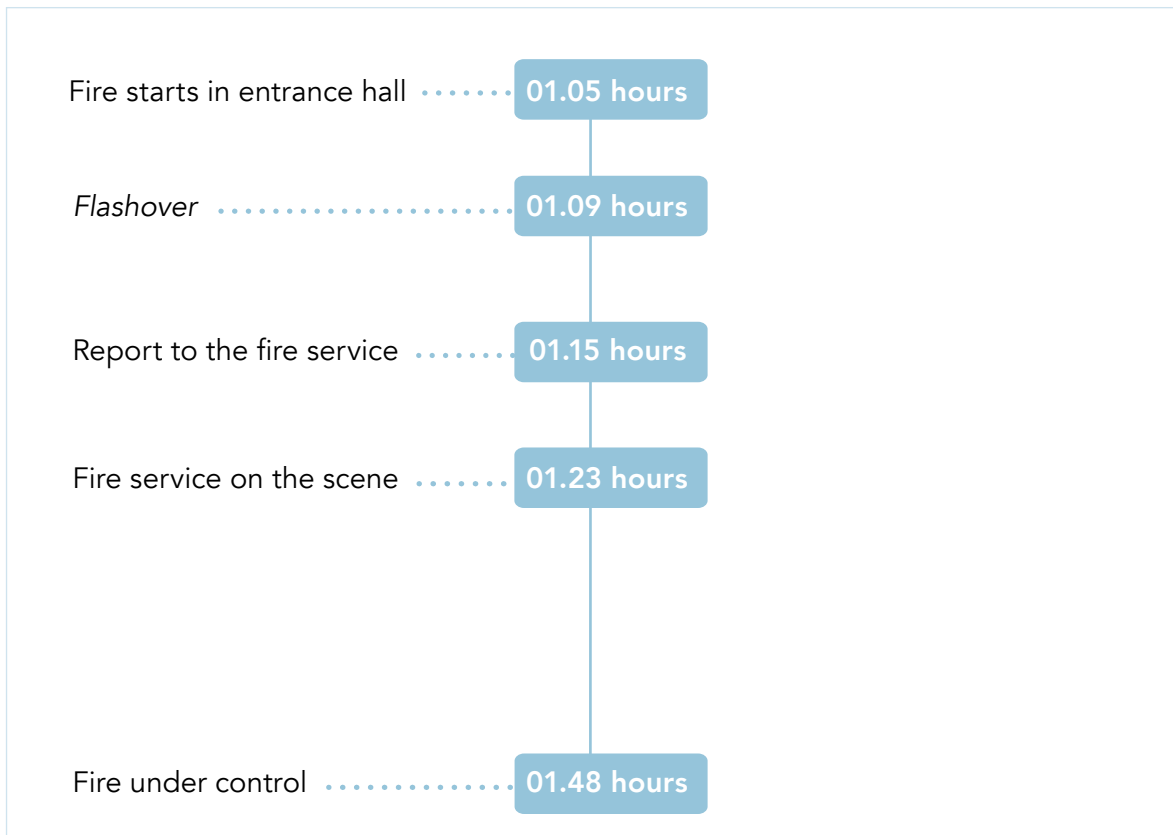 Fire starts in entrance hall 01.05 hours
Flashover 01.09 hours
Report to the fire service 01.15 hours
Fire service on the scene 01.23 hours
Fire under control 01.48 hours